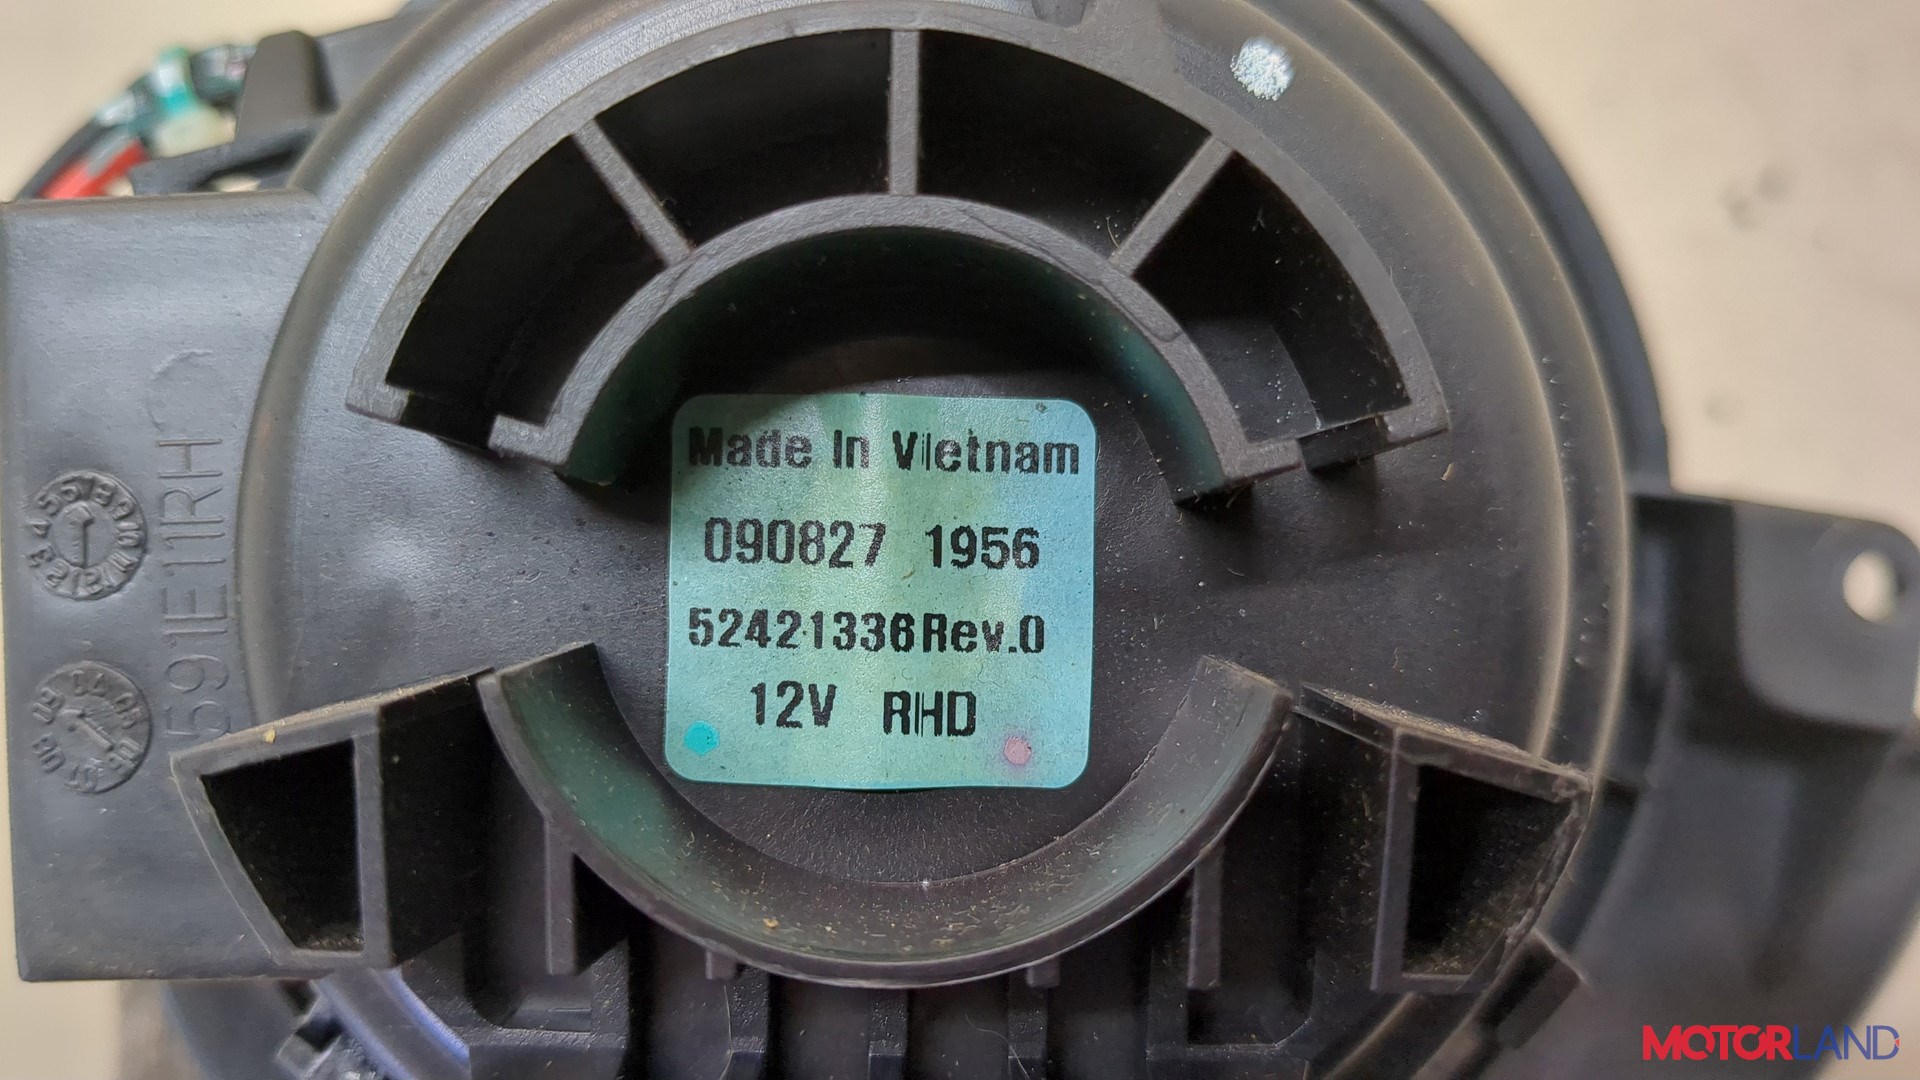 Made In Vietnam
090827 1956
52421336Rev.0
12V RHD
591E11RH
MOTORLAND